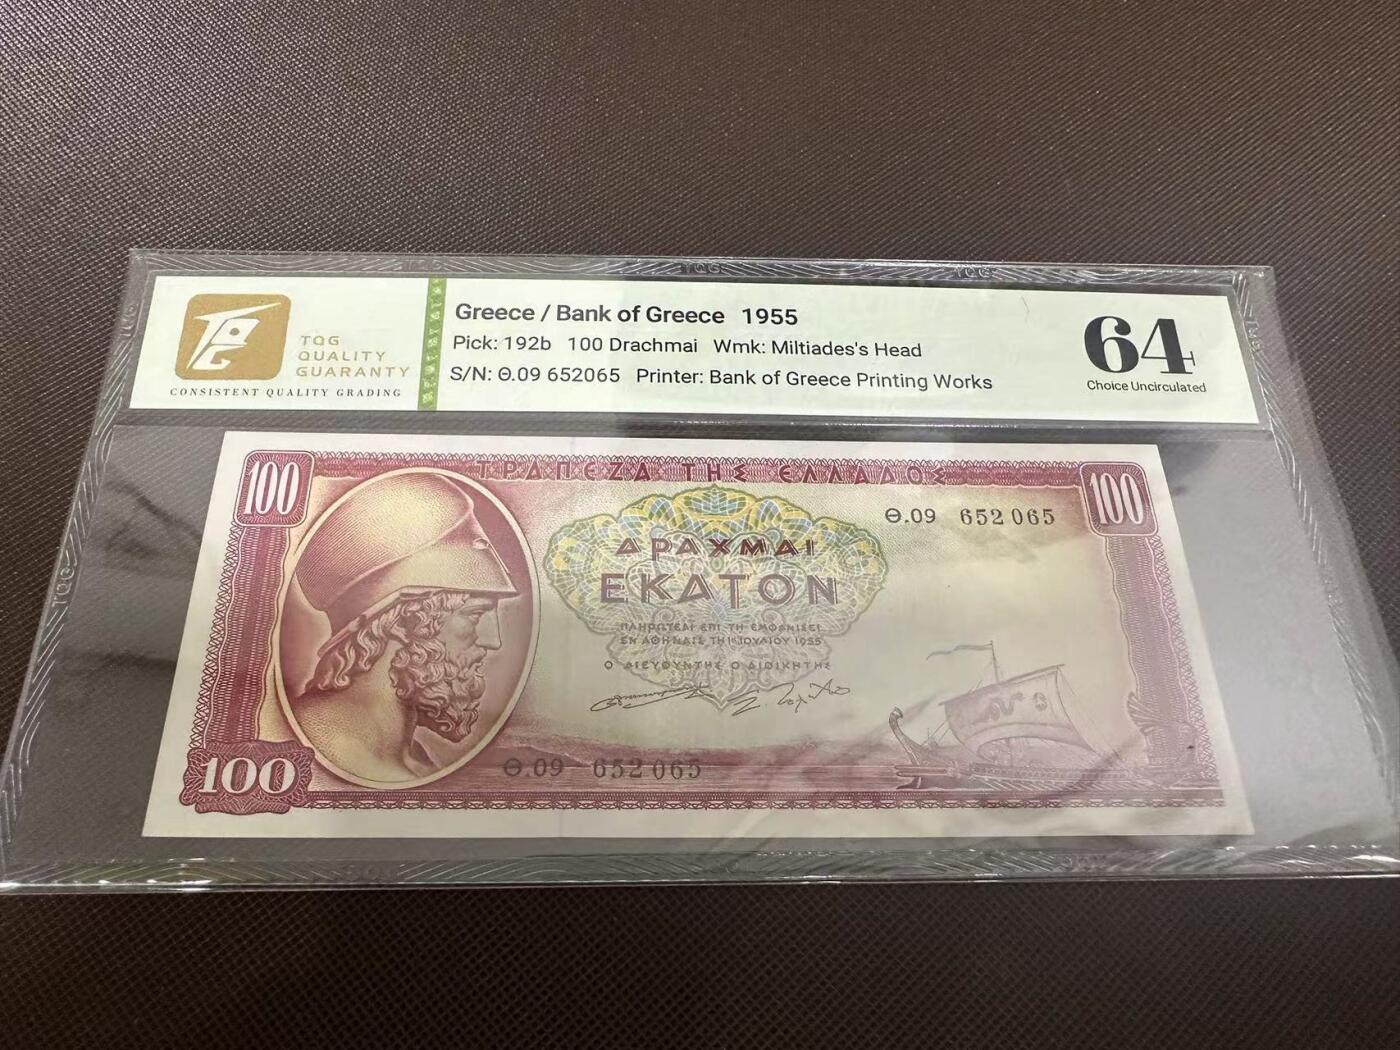 TQG
QUALITY
GUARANTY
CONSISTENT QUALITY GRADING
Greece / Bank of Greece 1955
Pick: 192b 100 Drachmai Wmk: Miltiades's Head
S/N: Θ.09 652065 Printer: Bank of Greece Printing Works
64
Choice Uncirculated
100
ΤΡΑΠΕΖΑ ΤΗΣ ΕΛΛΑΔΟΣ
100
Θ.09 652065
ΔΡΑΧΜΑΙ
ΕΚΑΤΟΝ
ΠΛΗΡΩΤΕΑΙ ΕΠΙ ΤΗ ΕΜΦΑΝΙΣΕΙ
ΕΝ ΑΘΗΝΑΙΣ ΤΗ 1Η ΙΟΥΛΙΟΥ 1955
Ο ΔΙΕΥΘΥΝΤΗΣ Ο ΔΙΟΙΚΗΤΗΣ
100
Θ.09 652065